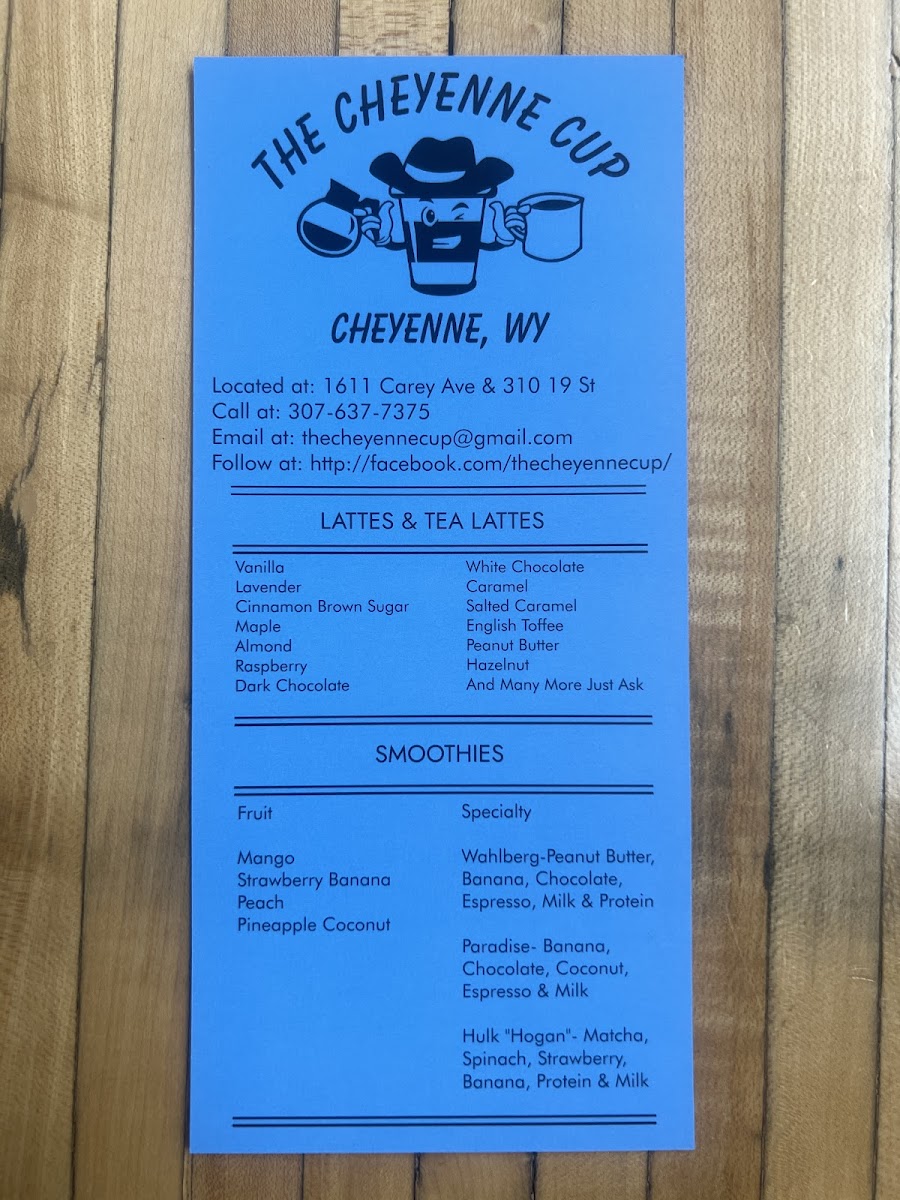 THE CHEYENNE CUP
CHEYENNE, WY
Located at: 1611 Carey Ave & 310 19 St
Call at: 307-637-7375
Email at: thecheyennecup@gmail.com
Follow at: http://facebook.com/thecheyennecup/
LATTES & TEA LATTES
Vanilla
Lavender
Cinnamon Brown Sugar
Maple
Almond
Raspberry
Dark Chocolate
White Chocolate
Caramel
Salted Caramel
English Toffee
Peanut Butter
Hazelnut
And Many More Just Ask
SMOOTHIES
Fruit
Mango
Strawberry Banana
Peach
Pineapple Coconut
Specialty
Wahlberg-Peanut Butter,
Banana, Chocolate,
Espresso, Milk & Protein
Paradise- Banana,
Chocolate, Coconut,
Espresso & Milk
Hulk "Hogan"- Matcha,
Spinach, Strawberry,
Banana, Protein & Milk